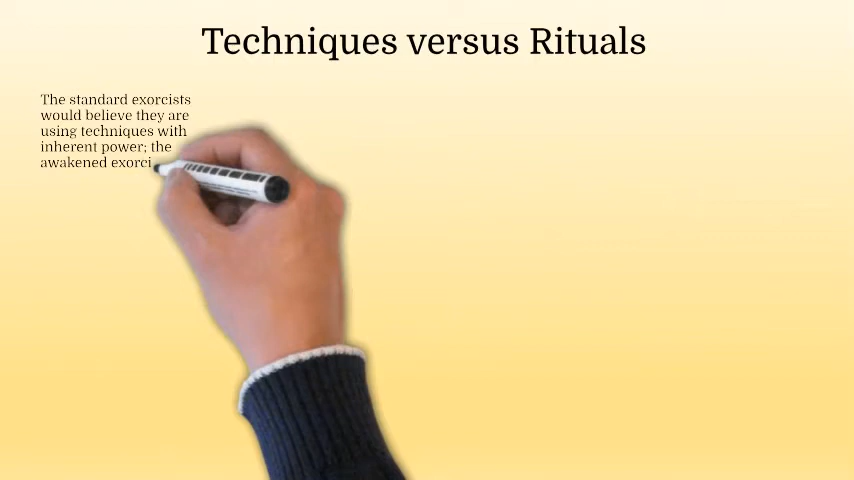 Techniques versus Rituals
The standard exorcists
would believe they are
using techniques with
inherent power; the
awakened exorci